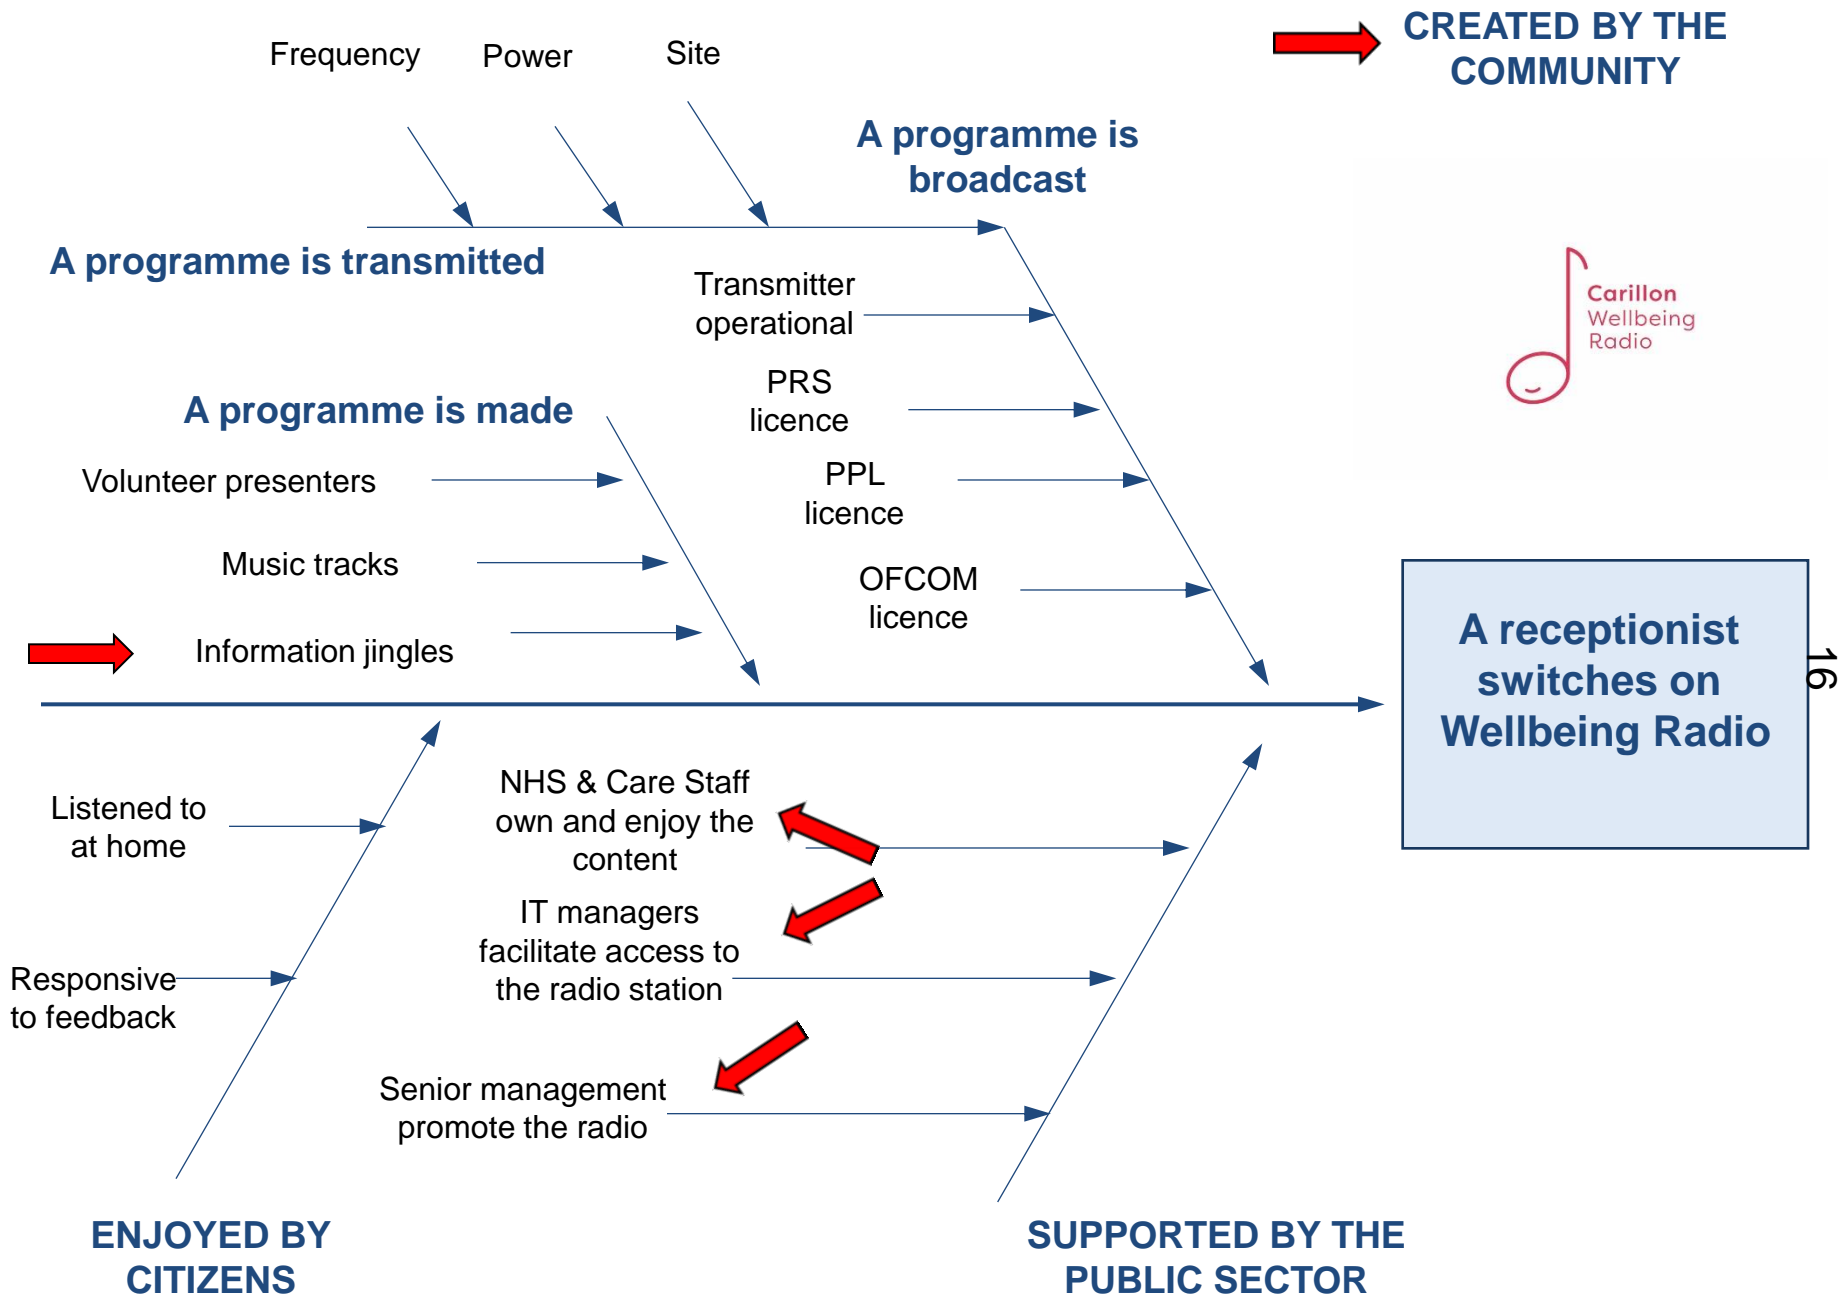 CREATED BY THE
COMMUNITY
Frequency
Power
Site
A programme is
broadcast
A programme is transmitted
Transmitter
operational
Carillon
Wellbeing
Radio
PRS
licence
A programme is made
Volunteer presenters
PPL
licence
Music tracks
OFCOM
licence
Information jingles
A receptionist
switches on
Wellbeing Radio
16
Listened to
at home
NHS & Care Staff
own and enjoy the
content
IT managers
facilitate access to
the radio station
Responsive
to feedback
Senior management
promote the radio
ENJOYED BY
CITIZENS
SUPPORTED BY THE
PUBLIC SECTOR